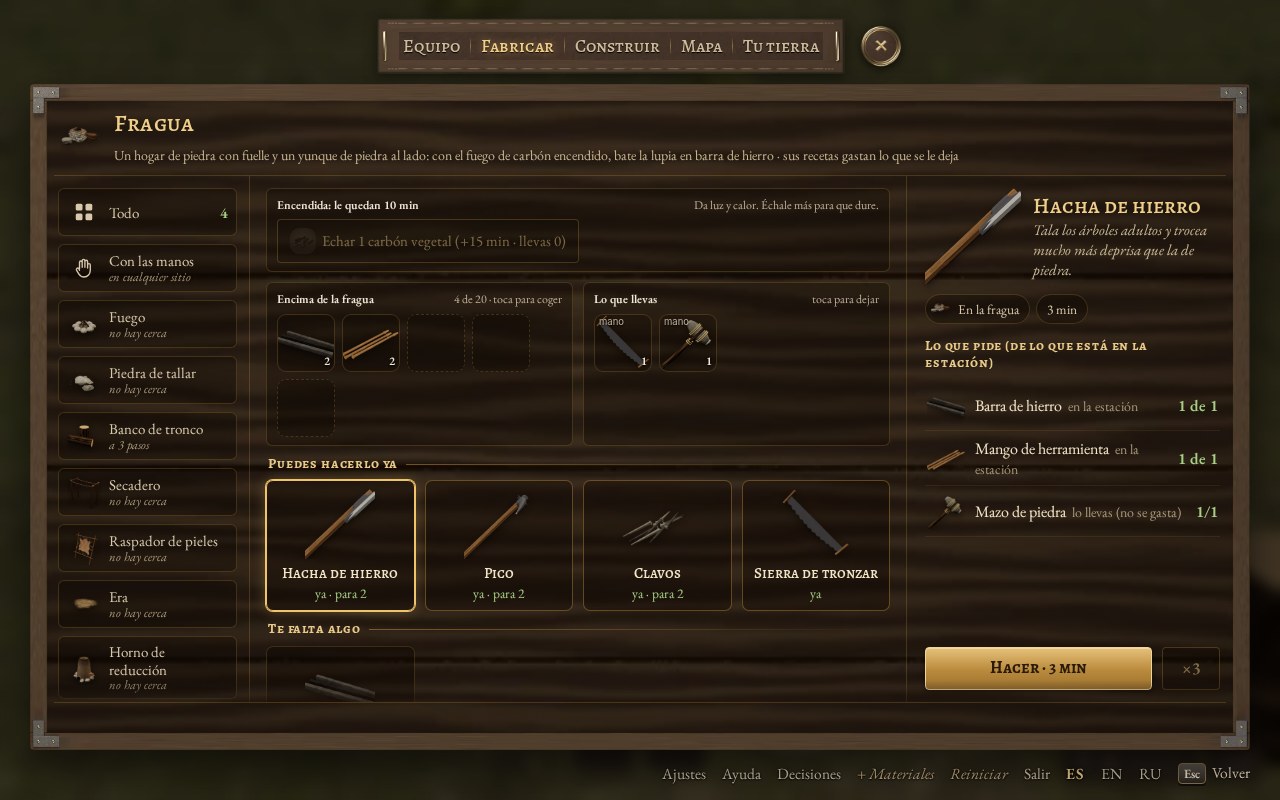 Equipo Fabricar Construir Mapa Tu tierra ×
Fragua
Un hogar de piedra con fuelle y un yunque de piedra al lado: con el fuego de carbón encendido, bate la lupia en barra de hierro · sus recetas gastan lo que se le deja
Todo 4
Con las manos
en cualquier sitio
Fuego
no hay cerca
Piedra de tallar
no hay cerca
Banco de tronco
a 3 pasos
Secadero
no hay cerca
Raspador de pieles
no hay cerca
Era
no hay cerca
Horno de
reducción
no hay cerca
Encendida: le quedan 10 min Da luz y calor. Échale más para que dure.
Echar 1 carbón vegetal (+15 min · llevas 0)
Encima de la fragua 4 de 20 · toca para coger
2 2
Lo que llevas toca para dejar
mano 1 mano 1
Puedes hacerlo ya
Hacha de hierro
ya · para 2
Pico
ya · para 2
Clavos
ya · para 2
Sierra de tronzar
ya
Te falta algo
Hacha de hierro
Tala los árboles adultos y trocea
mucho más deprisa que la de
piedra.
En la fragua 3 min
Lo que pide (de lo que está en la
estación)
Barra de hierro en la estación 1 de 1
Mango de herramienta en la
estación 1 de 1
Mazo de piedra lo llevas (no se gasta) 1/1
Hacer · 3 min ×3
Ajustes Ayuda Decisiones + Materiales Reiniciar Salir ES EN RU Esc Volver